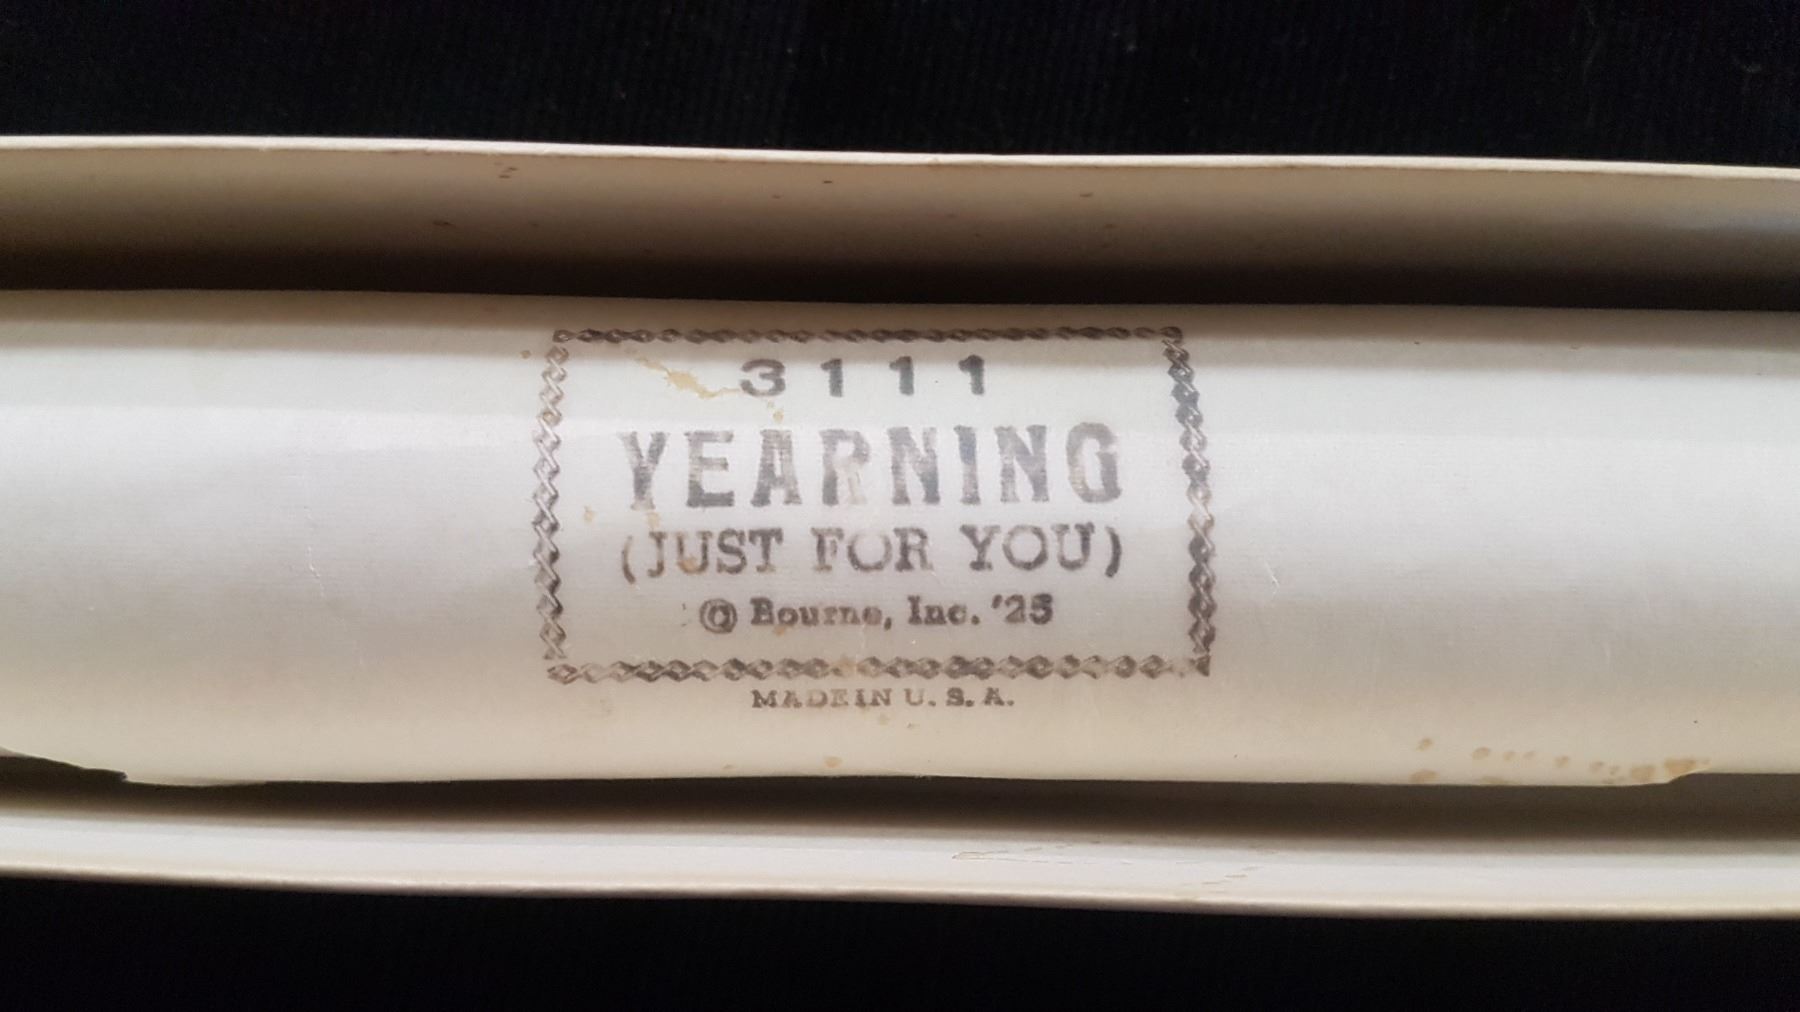 3111
YEARNING
(JUST FOR YOU)
© Bourne, Inc. '25
MADE IN U. S. A.